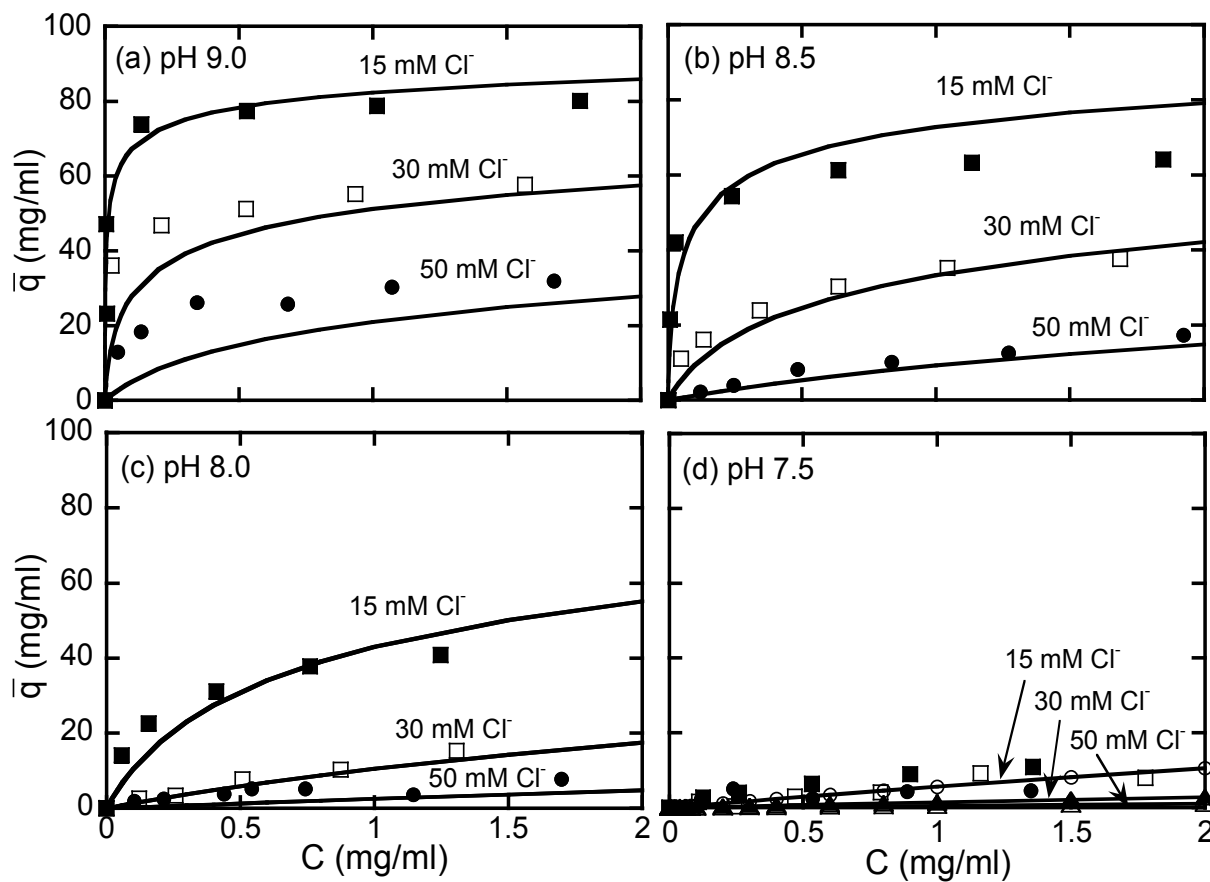 (a) pH 9.0
15 mM Cl⁻
30 mM Cl⁻
50 mM Cl⁻
100
80
60
40
20
0
q̅ (mg/ml)
(b) pH 8.5
15 mM Cl⁻
30 mM Cl⁻
50 mM Cl⁻
(c) pH 8.0
15 mM Cl⁻
30 mM Cl⁻
50 mM Cl⁻
100
80
60
40
20
0
q̅ (mg/ml)
0 0.5 1 1.5 2
C (mg/ml)
(d) pH 7.5
15 mM Cl⁻
30 mM Cl⁻
50 mM Cl⁻
0 0.5 1 1.5 2
C (mg/ml)